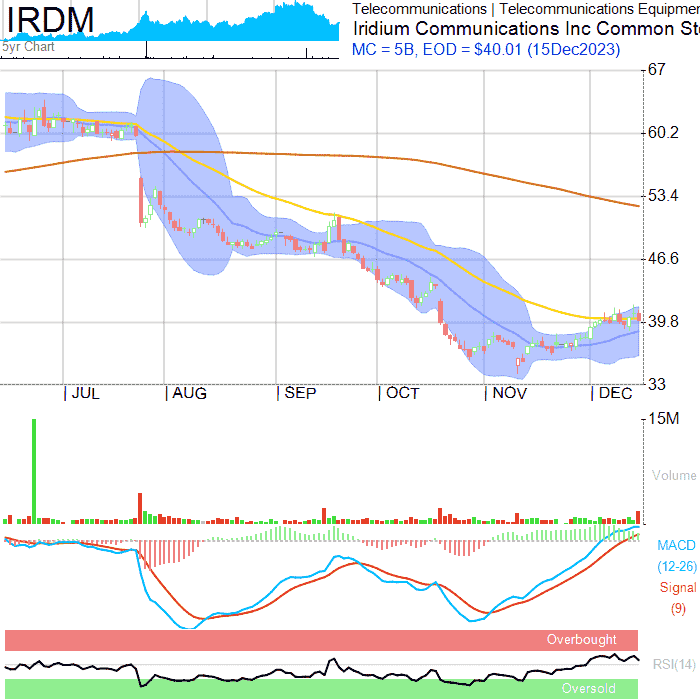 IRDM
5yr Chart
Telecommunications | Telecommunications Equipmen
Iridium Communications Inc Common Sto
MC = 5B, EOD = $40.01 (15Dec2023)
67
60.2
53.4
46.6
39.8
33
JUL AUG SEP OCT NOV DEC
15M
Volume
MACD
(12-26)
Signal
(9)
Overbought
RSI(14)
Oversold